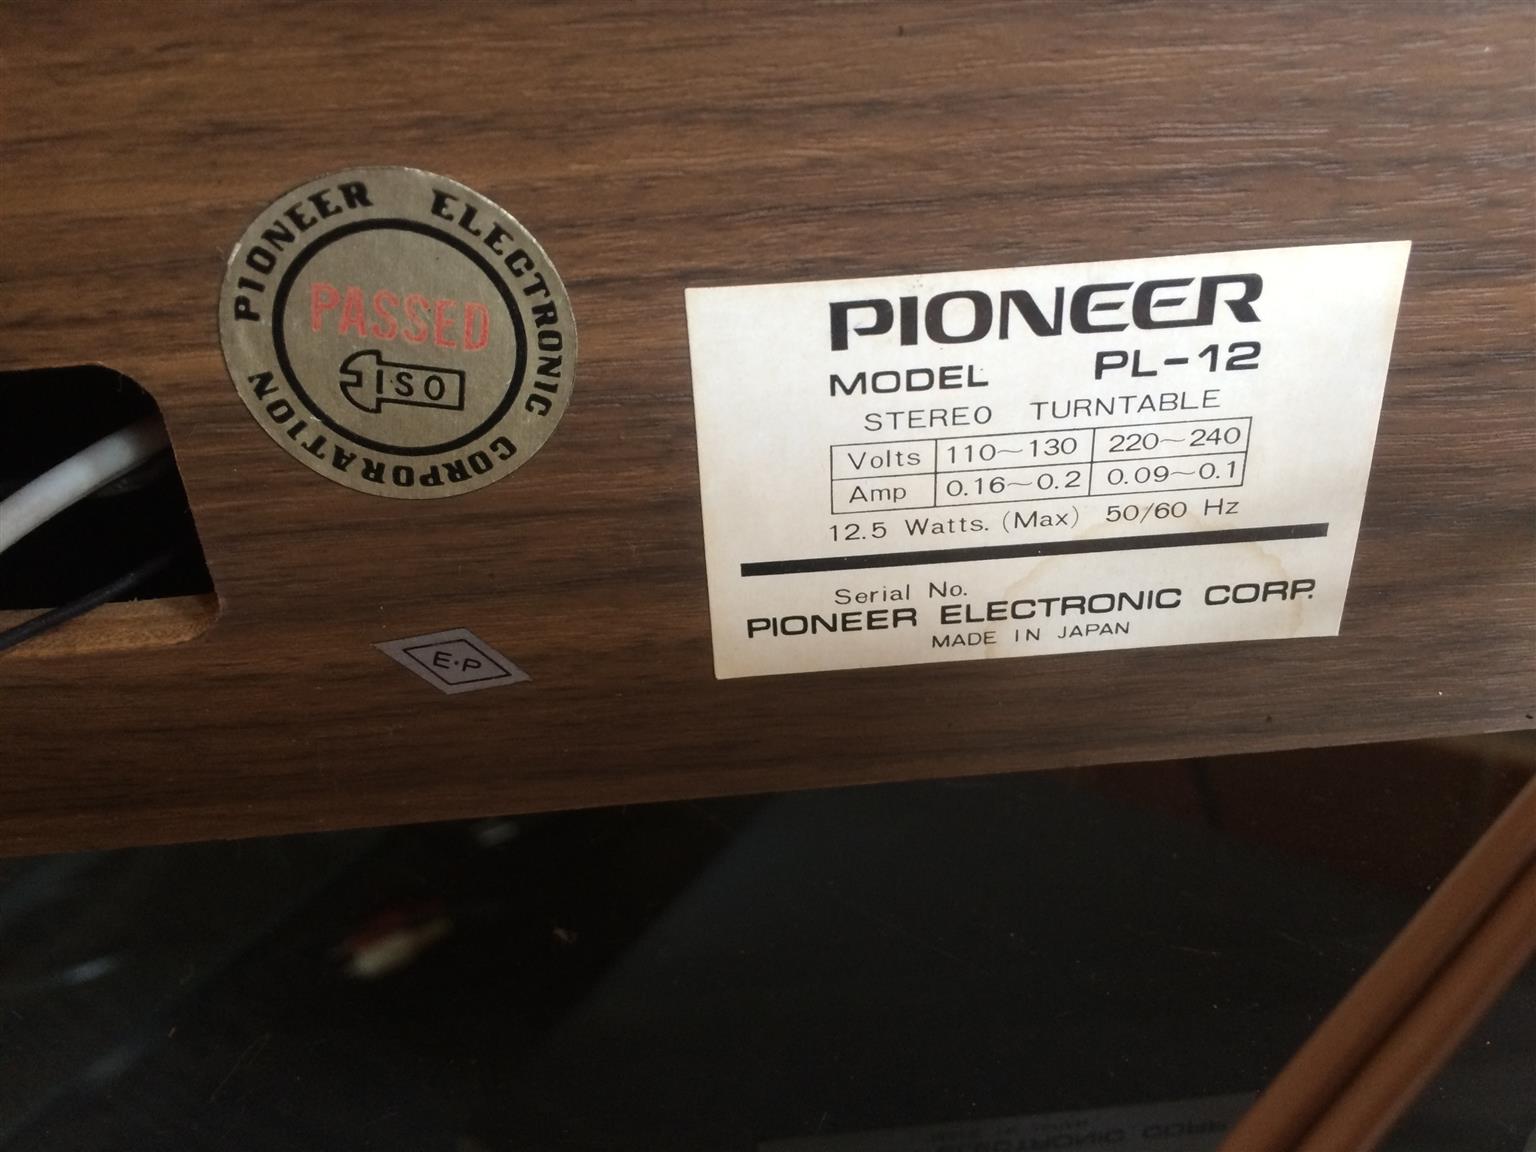 PIONEER ELECTRONIC CORPORATION
PASSED
ISO
E·P
PIONEER
MODEL PL-12
STEREO TURNTABLE
Volts 110~130 220~240
Amp 0.16~0.2 0.09~0.1
12.5 Watts. (Max) 50/60 Hz
Serial No.
PIONEER ELECTRONIC CORP.
MADE IN JAPAN